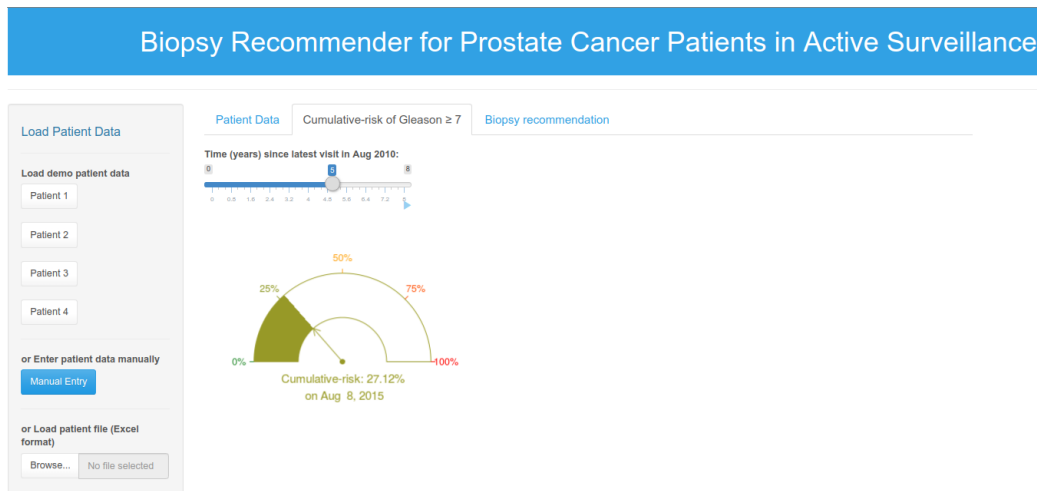 Biopsy Recommender for Prostate Cancer Patients in Active Surveillance
Load Patient Data
Load demo patient data
Patient 1
Patient 2
Patient 3
Patient 4
or Enter patient data manually
Manual Entry
or Load patient file (Excel
format)
Browse... No file selected
Patient Data Cumulative-risk of Gleason ≥ 7 Biopsy recommendation
Time (years) since latest visit in Aug 2010:
0 5 8
0 0.8 1.6 2.4 3.2 4 4.8 5.6 6.4 7.2
50%
25% 75%
0% 100%
Cumulative-risk: 27.12%
on Aug 8, 2015